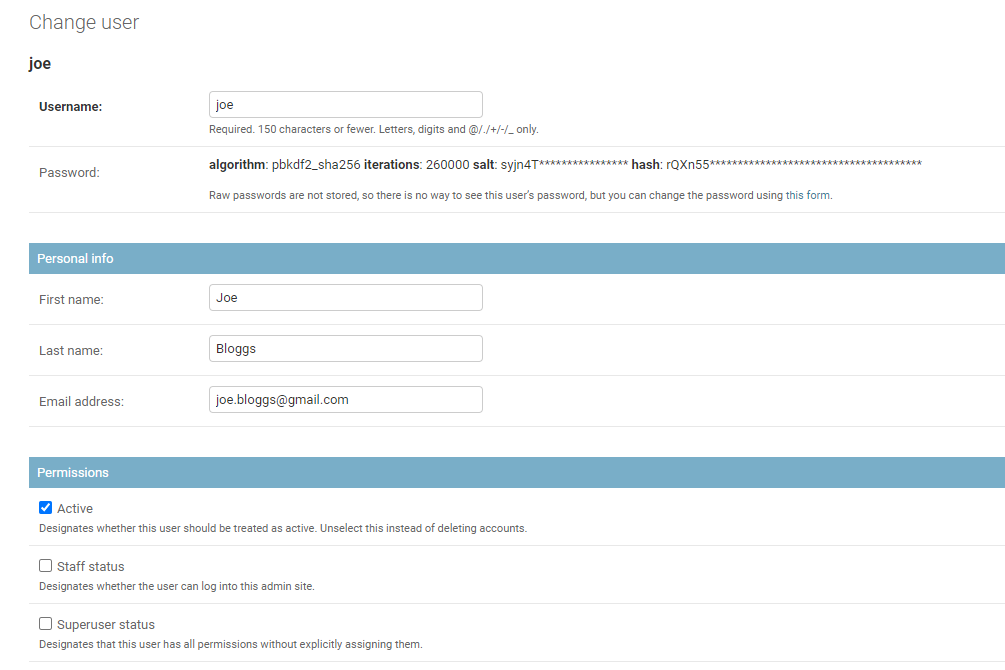 Change user
joe
Username:
joe
Required. 150 characters or fewer. Letters, digits and @/./+/-/_ only.
Password:
algorithm: pbkdf2_sha256 iterations: 260000 salt: syjn4T**************** hash: rQXn55**************************************
Raw passwords are not stored, so there is no way to see this user's password, but you can change the password using this form.
Personal info
First name:
Joe
Last name:
Bloggs
Email address:
joe.bloggs@gmail.com
Permissions
Active
Designates whether this user should be treated as active. Unselect this instead of deleting accounts.
Staff status
Designates whether the user can log into this admin site.
Superuser status
Designates that this user has all permissions without explicitly assigning them.